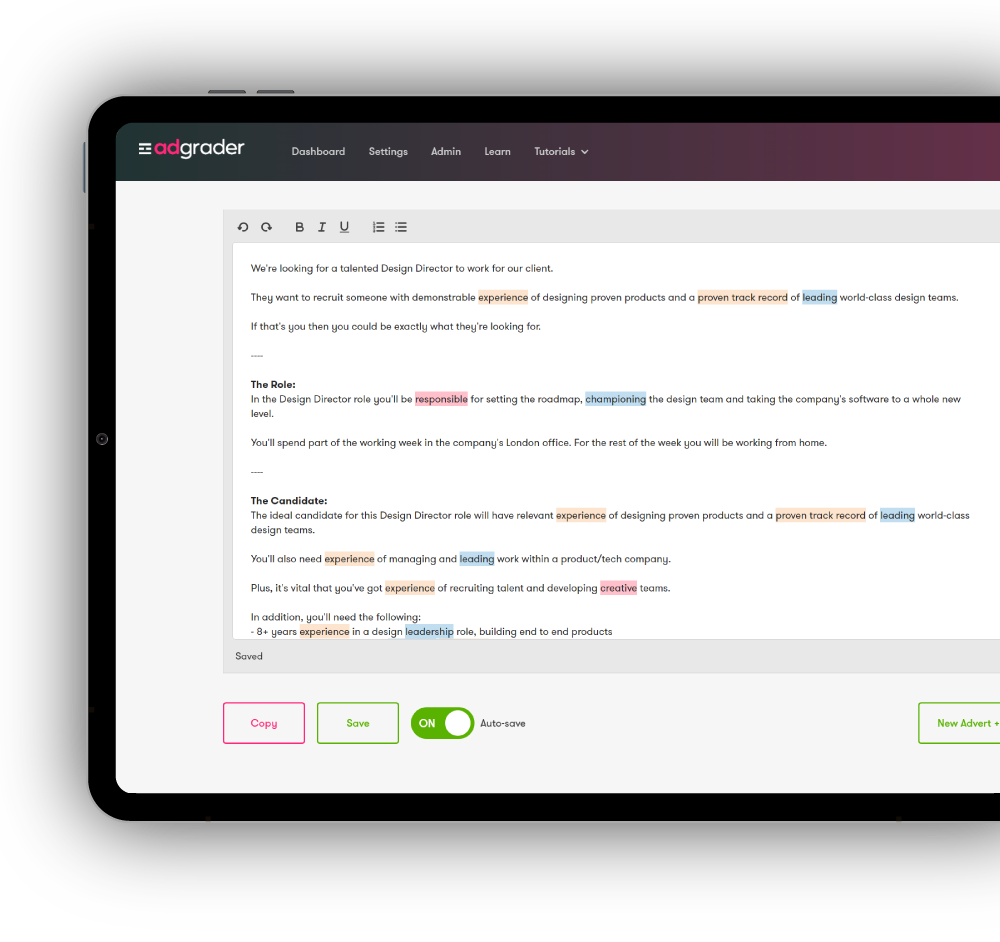 adgrader
Dashboard Settings Admin Learn Tutorials
B I U
We're looking for a talented Design Director to work for our client.
They want to recruit someone with demonstrable experience of designing proven products and a proven track record of leading world-class design teams.
If that's you then you could be exactly what they're looking for.
----
The Role:
In the Design Director role you'll be responsible for setting the roadmap, championing the design team and taking the company's software to a whole new
level.
You'll spend part of the working week in the company's London office. For the rest of the week you will be working from home.
----
The Candidate:
The ideal candidate for this Design Director role will have relevant experience of designing proven products and a proven track record of leading world-class
design teams.
You'll also need experience of managing and leading work within a product/tech company.
Plus, it's vital that you've got experience of recruiting talent and developing creative teams.
In addition, you'll need the following:
- 8+ years experience in a design leadership role, building end to end products
Saved
Copy Save ON Auto-save New Advert +